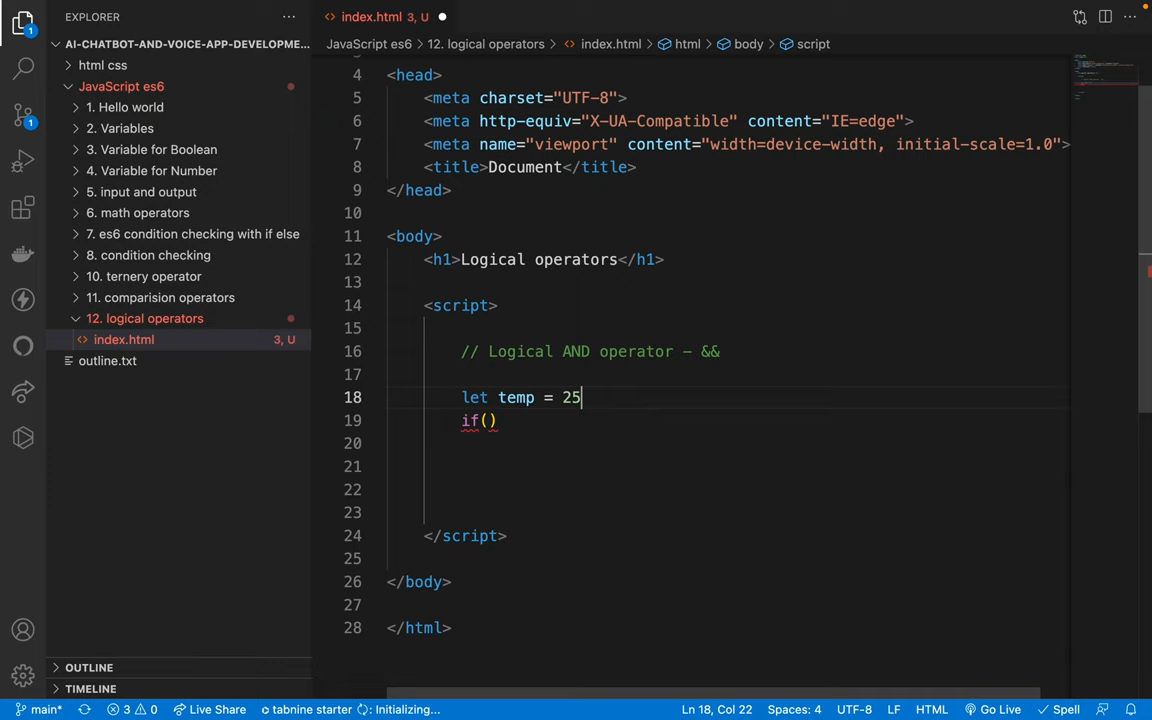 EXPLORER
index.html 3, U
AI-CHATBOT-AND-VOICE-APP-DEVELOPME...
JavaScript es6 > 12. logical operators > index.html > html > body > script
html css
JavaScript es6
1. Hello world
2. Variables
3. Variable for Boolean
4. Variable for Number
5. input and output
6. math operators
7. es6 condition checking with if else
8. condition checking
10. ternery operator
11. comparision operators
12. logical operators
index.html 3, U
outline.txt
4 <head>
5 <meta charset="UTF-8">
6 <meta http-equiv="X-UA-Compatible" content="IE=edge">
7 <meta name="viewport" content="width=device-width, initial-scale=1.0">
8 <title>Document</title>
9 </head>
10
11 <body>
12 <h1>Logical operators</h1>
13
14 <script>
15
16 // Logical AND operator - &&
17
18 let temp = 25
19 if()
20
21
22
23
24 </script>
25
26 </body>
27
28 </html>
1
1
OUTLINE
TIMELINE
main* 3 0 Live Share tabnine starter : Initializing... Ln 18, Col 22 Spaces: 4 UTF-8 LF HTML Go Live Spell